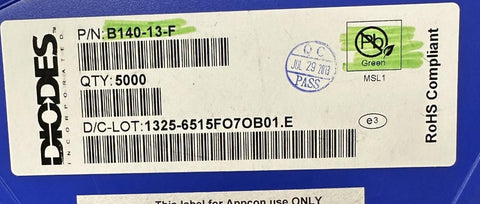 DIODES
INCORPORATED
P/N: B140-13-F
QTY: 5000
D/C-LOT: 1325-6515FO7OB01.E
QC
JUL 29 2013
PASS
Pb
Green
MSL1
e3
RoHS Compliant
This label for Appcon use ONLY